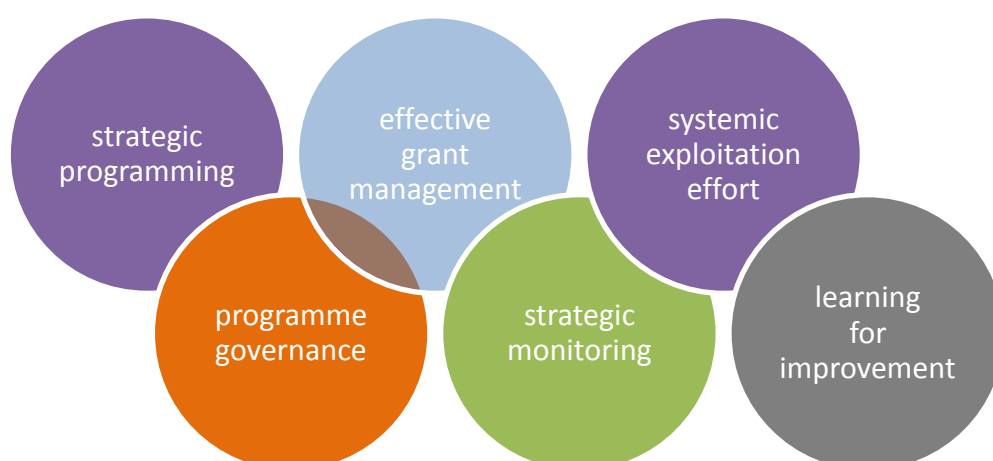 strategic
programming
effective
grant
management
systemic
exploitation
effort
programme
governance
strategic
monitoring
learning
for
improvement